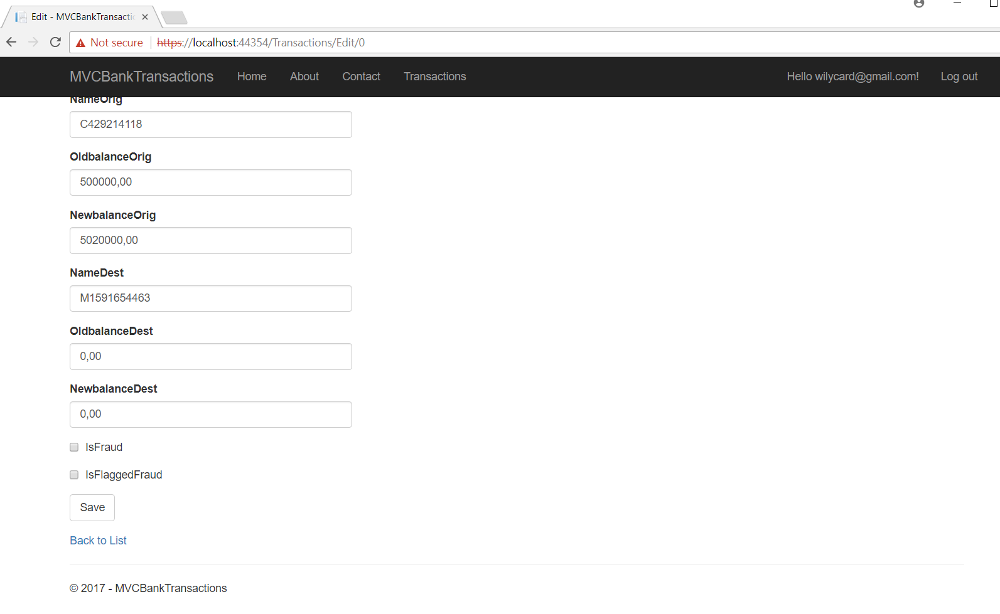 Edit - MVCBankTransactio
Not secure https://localhost:44354/Transactions/Edit/0
MVCBankTransactions Home About Contact Transactions Hello wilycard@gmail.com! Log out
NameOrig
C429214118
OldbalanceOrig
500000,00
NewbalanceOrig
5020000,00
NameDest
M1591654463
OldbalanceDest
0,00
NewbalanceDest
0,00
IsFraud
IsFlaggedFraud
Save
Back to List
© 2017 - MVCBankTransactions